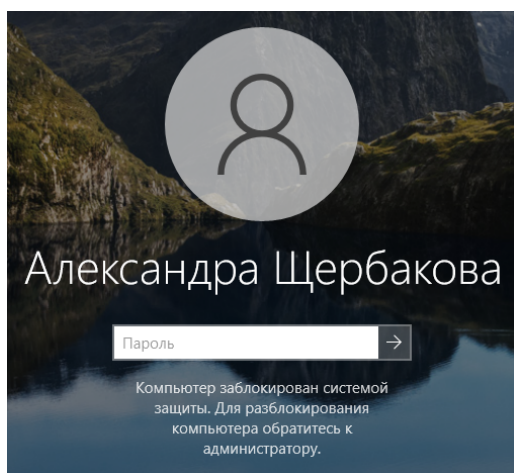 Александра Щербакова
Пароль
Компьютер заблокирован системой
защиты. Для разблокирования
компьютера обратитесь к
администратору.